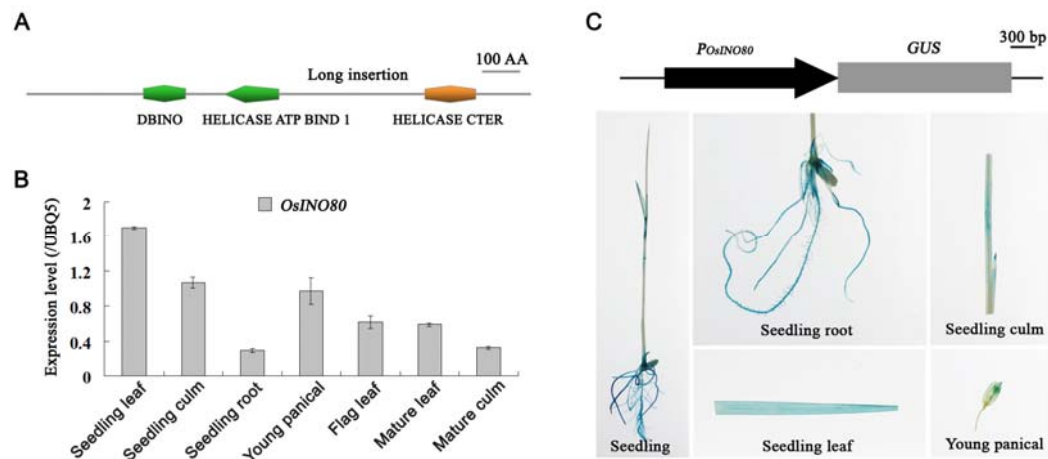 A
100 AA
Long insertion
DBINO
HELICASE ATP BIND 1
HELICASE CTER
B
OsINO80
Expression level (/UBQ5)
2
1.6
1.2
0.8
0.4
0
Seedling leaf
Seedling culm
Seedling root
Young panical
Flag leaf
Mature leaf
Mature culm
C
POsINO80
GUS
300 bp
Seedling
Seedling root
Seedling culm
Seedling leaf
Young panical